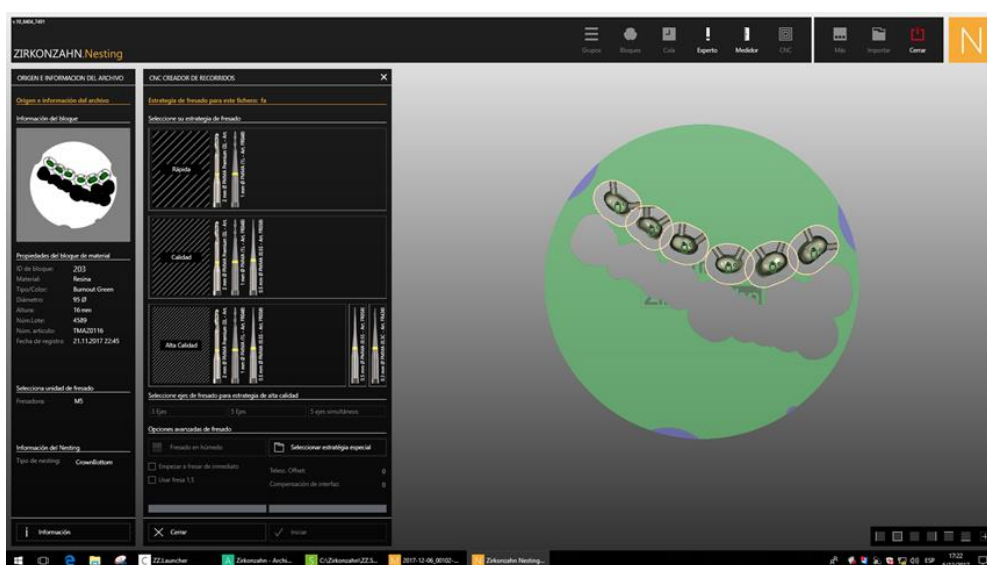 v 18_8404_7491
ZIRKONZAHN.Nesting
Grupos
Bloques
Cola
Experto
Medidor
CNC
Más
Importar
Cerrar
N
ORIGEN E INFORMACION DEL ARCHIVO
Origen e información del archivo
Información del bloque
Propiedades del bloque de material
ID de bloque: 203
Material: Resina
Tipo/Color: Burnout Green
Diámetro: 95 Ø
Altura: 16 mm
Núm.Lote: 4589
Núm. artículo: TMAZ0116
Fecha de registro: 21.11.2017 22:45
Selecciona unidad de fresado
Fresadora: M5
Información del Nesting
Tipo de nesting: CrownBottom
Información
CNC CREADOR DE RECORRIDOS
Estrategia de fresado para este fichero: fx
Seleccione su estrategia de fresado
Rápida
Calidad
Alta Calidad
Seleccione ejes de fresado para estrategia de alta calidad
3 Ejes
5 Ejes
5-ejes simultáneos
Opciones avanzadas de fresado
Fresado en húmedo
Seleccionar estratégia especial
Empezar a fresar de inmediato
Usar fresa 1,5
Telesc. Offset: 0
Compensación de interfaz: 0
Cerrar
Iniciar
ZZ.Launcher
Zirkonzahn - Archi...
C:\Zirkonzahn\ZZ.S...
2017-12-06_00102-...
Zirkonzahn Nesting...
ESP
17:22